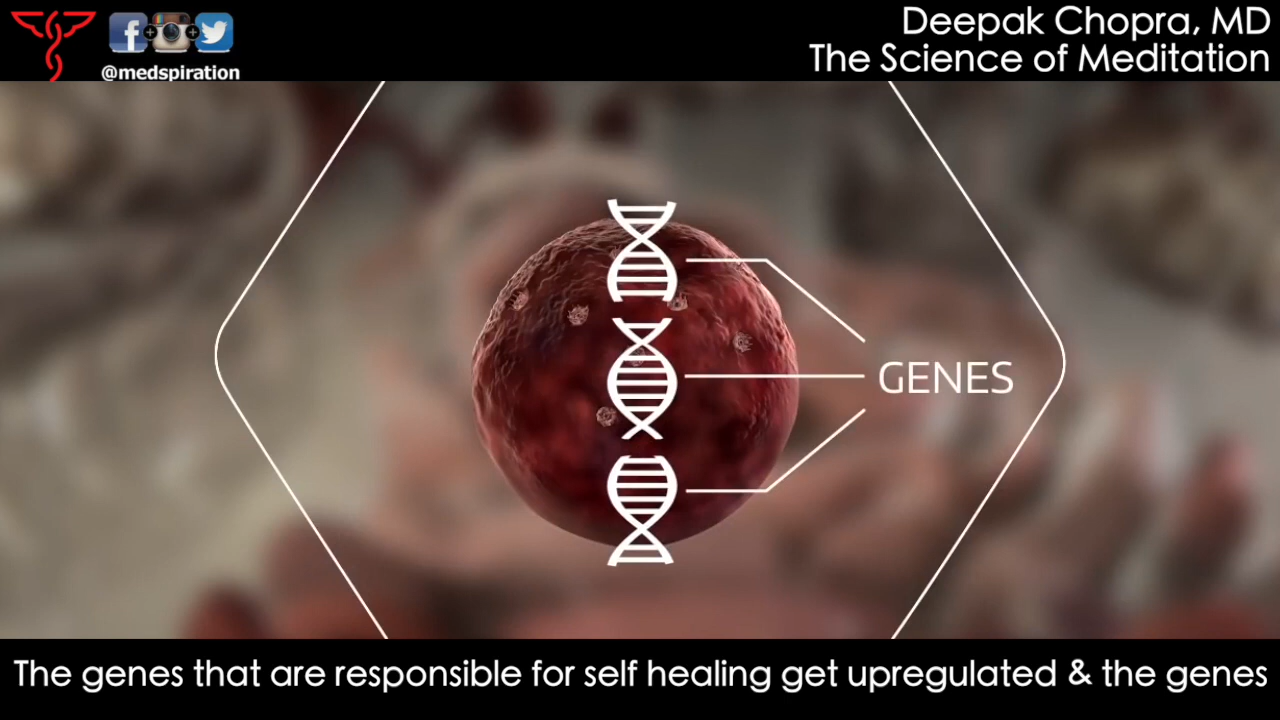 Deepak Chopra, MD
The Science of Meditation
@medspiration
GENES
The genes that are responsible for self healing get upregulated & the genes